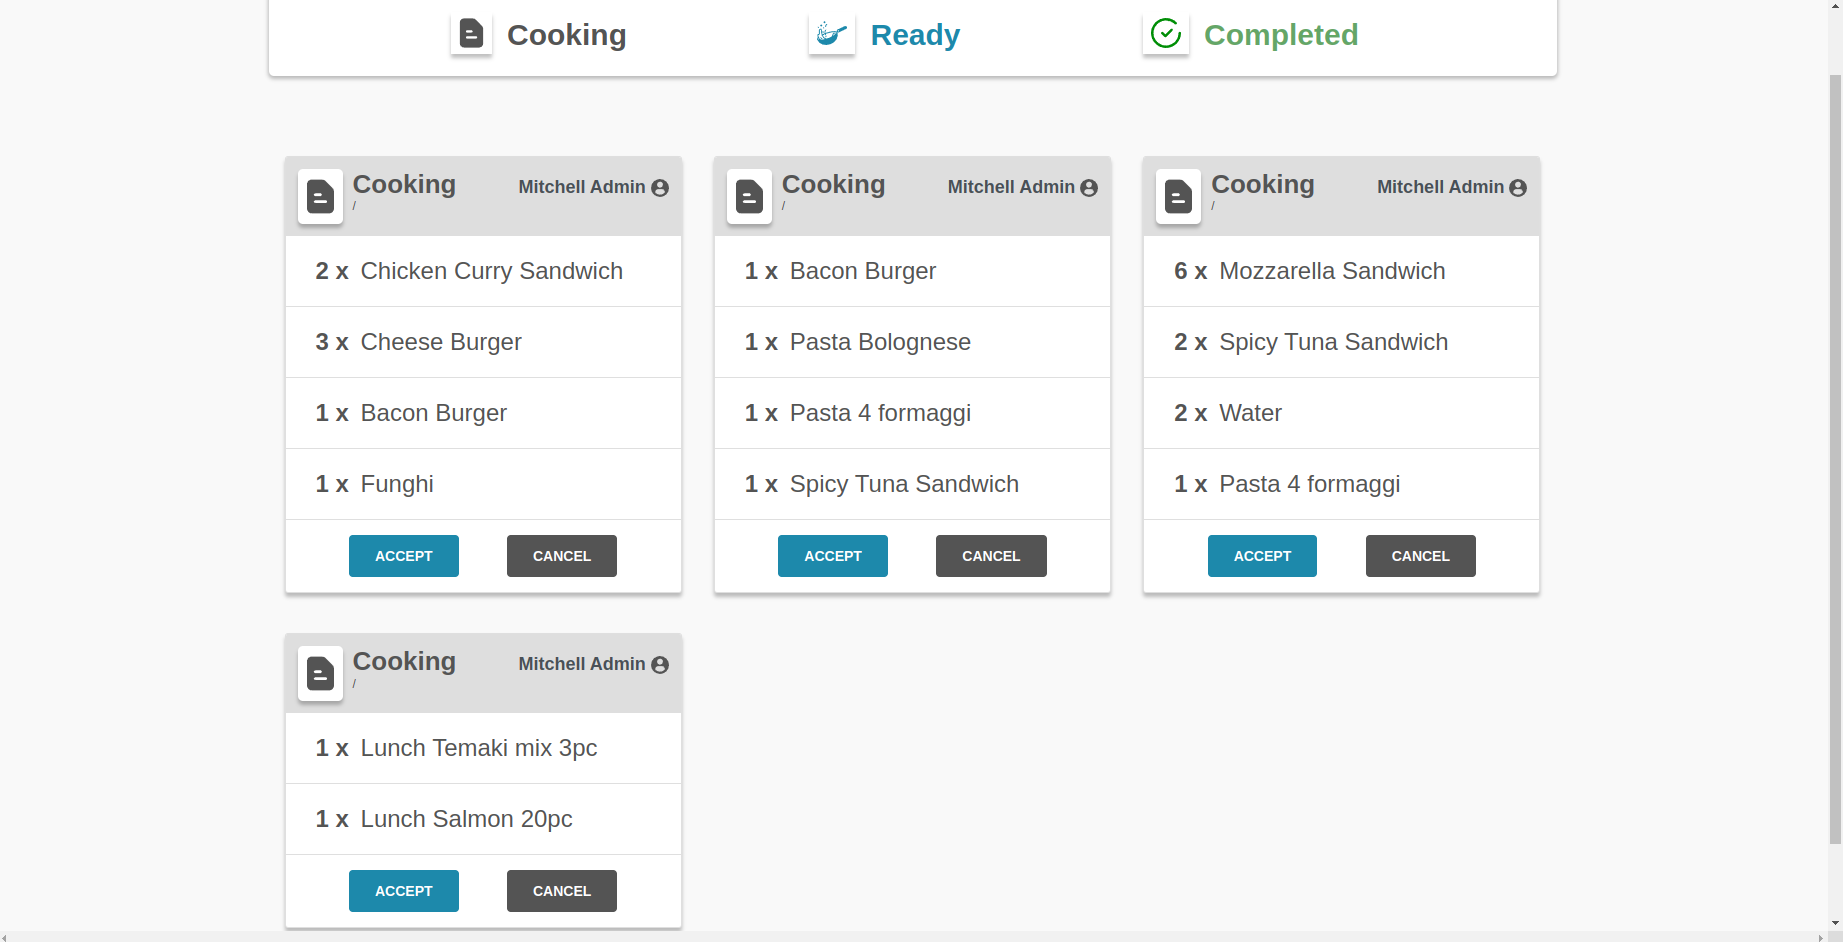 Cooking
Ready
Completed
Cooking
Mitchell Admin
/
2 x Chicken Curry Sandwich
3 x Cheese Burger
1 x Bacon Burger
1 x Funghi
ACCEPT
CANCEL
Cooking
Mitchell Admin
/
1 x Bacon Burger
1 x Pasta Bolognese
1 x Pasta 4 formaggi
1 x Spicy Tuna Sandwich
ACCEPT
CANCEL
Cooking
Mitchell Admin
/
6 x Mozzarella Sandwich
2 x Spicy Tuna Sandwich
2 x Water
1 x Pasta 4 formaggi
ACCEPT
CANCEL
Cooking
Mitchell Admin
/
1 x Lunch Temaki mix 3pc
1 x Lunch Salmon 20pc
ACCEPT
CANCEL